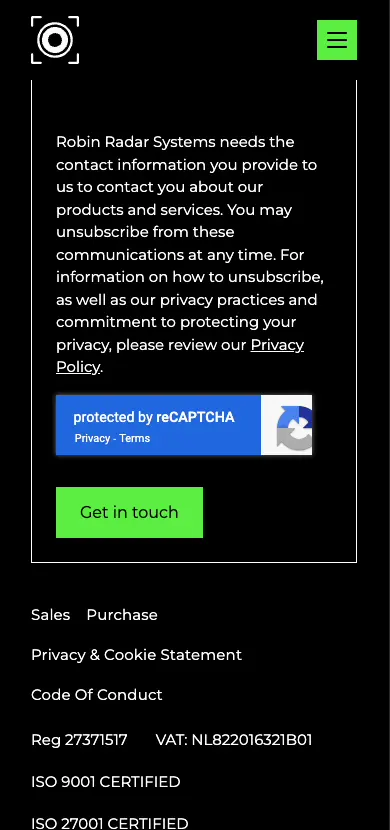 Robin Radar Systems needs the
contact information you provide to
us to contact you about our
products and services. You may
unsubscribe from these
communications at any time. For
information on how to unsubscribe,
as well as our privacy practices and
commitment to protecting your
privacy, please review our Privacy
Policy.
protected by reCAPTCHA
Privacy - Terms
Get in touch
Sales Purchase
Privacy & Cookie Statement
Code Of Conduct
Reg 27371517 VAT: NL822016321B01
ISO 9001 CERTIFIED
ISO 27001 CERTIFIED